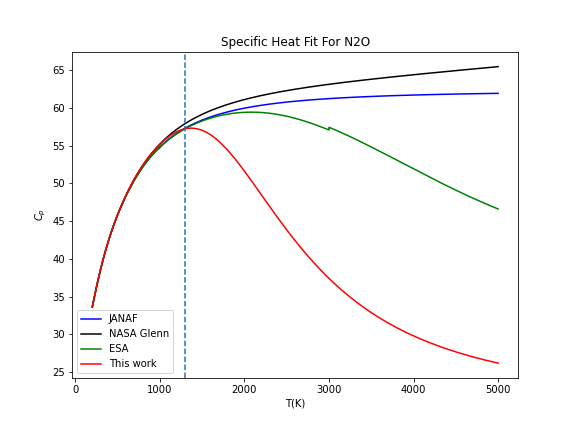 Specific Heat Fit For N2O
65
60
55
50
45
40
35
30
25
Cp
JANAF
NASA Glenn
ESA
This work
0
1000
2000
3000
4000
5000
T(K)